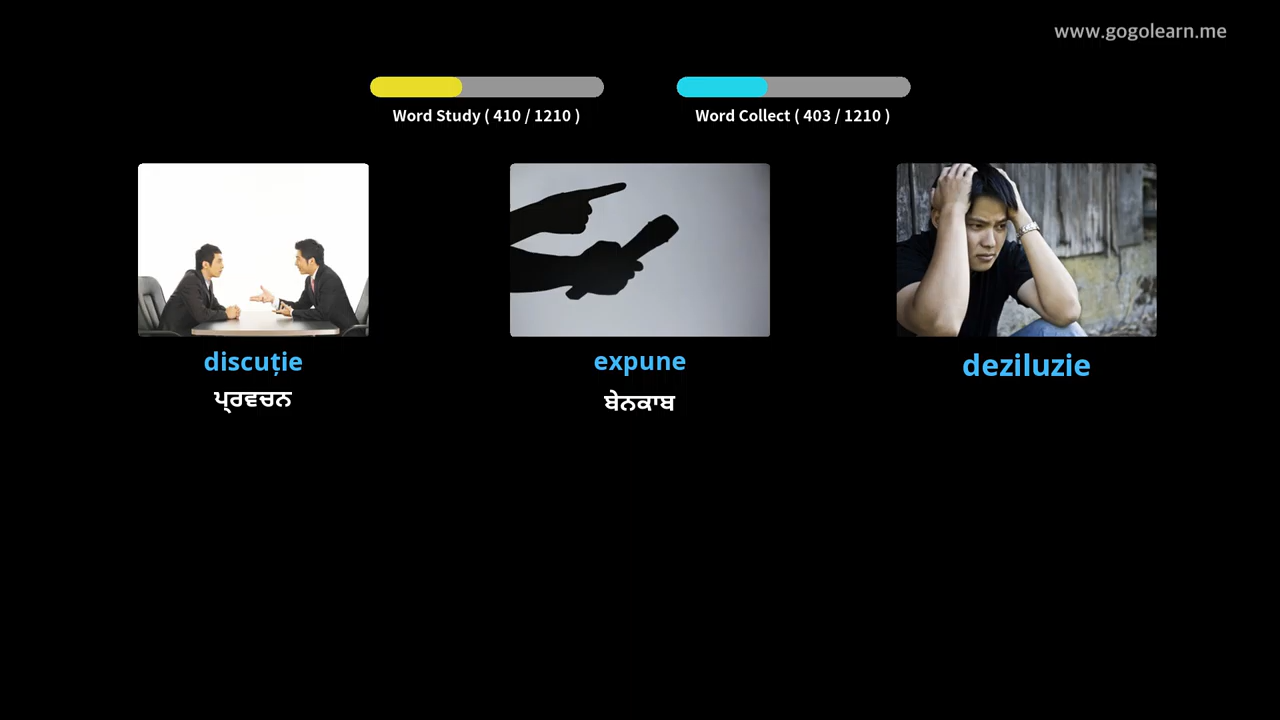 www.gogolearn.me
Word Study ( 410 / 1210 )
Word Collect ( 403 / 1210 )
discuție
ਪ੍ਰਵਚਨ
expune
ਬੇਨਕਾਬ
deziluzie